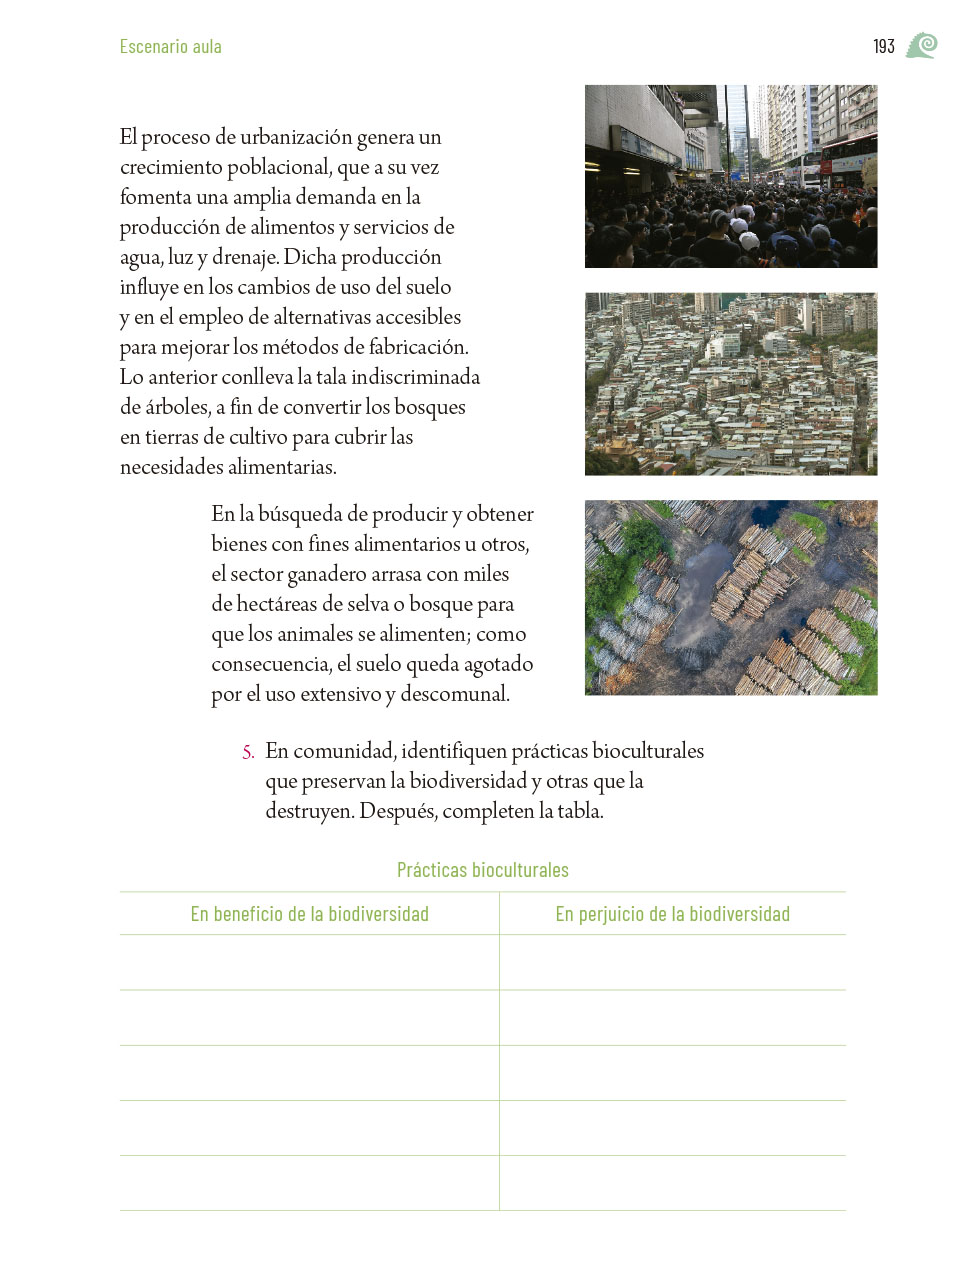 Escenario aula
193
El proceso de urbanización genera un
crecimiento poblacional, que a su vez
fomenta una amplia demanda en la
producción de alimentos y servicios de
agua, luz y drenaje. Dicha producción
influye en los cambios de uso del suelo
y en el empleo de alternativas accesibles
para mejorar los métodos de fabricación.
Lo anterior conlleva la tala indiscriminada
de árboles, a fin de convertir los bosques
en tierras de cultivo para cubrir las
necesidades alimentarias.
En la búsqueda de producir y obtener
bienes con fines alimentarios u otros,
el sector ganadero arrasa con miles
de hectáreas de selva o bosque para
que los animales se alimenten; como
consecuencia, el suelo queda agotado
por el uso extensivo y descomunal.
5. En comunidad, identifiquen prácticas bioculturales
que preservan la biodiversidad y otras que la
destruyen. Después, completen la tabla.
Prácticas bioculturales
En beneficio de la biodiversidad
En perjuicio de la biodiversidad